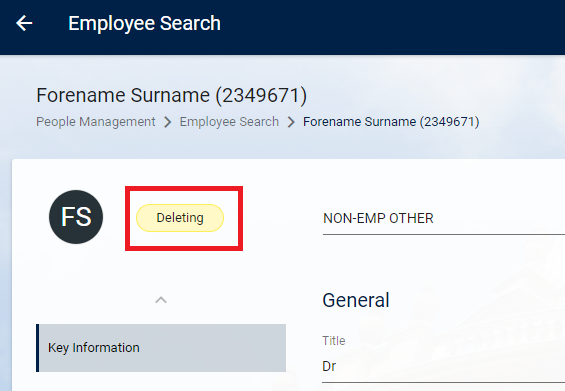 Employee Search
Forename Surname (2349671)
People Management > Employee Search > Forename Surname (2349671)
FS
Deleting
NON-EMP OTHER
General
Key Information
Title
Dr